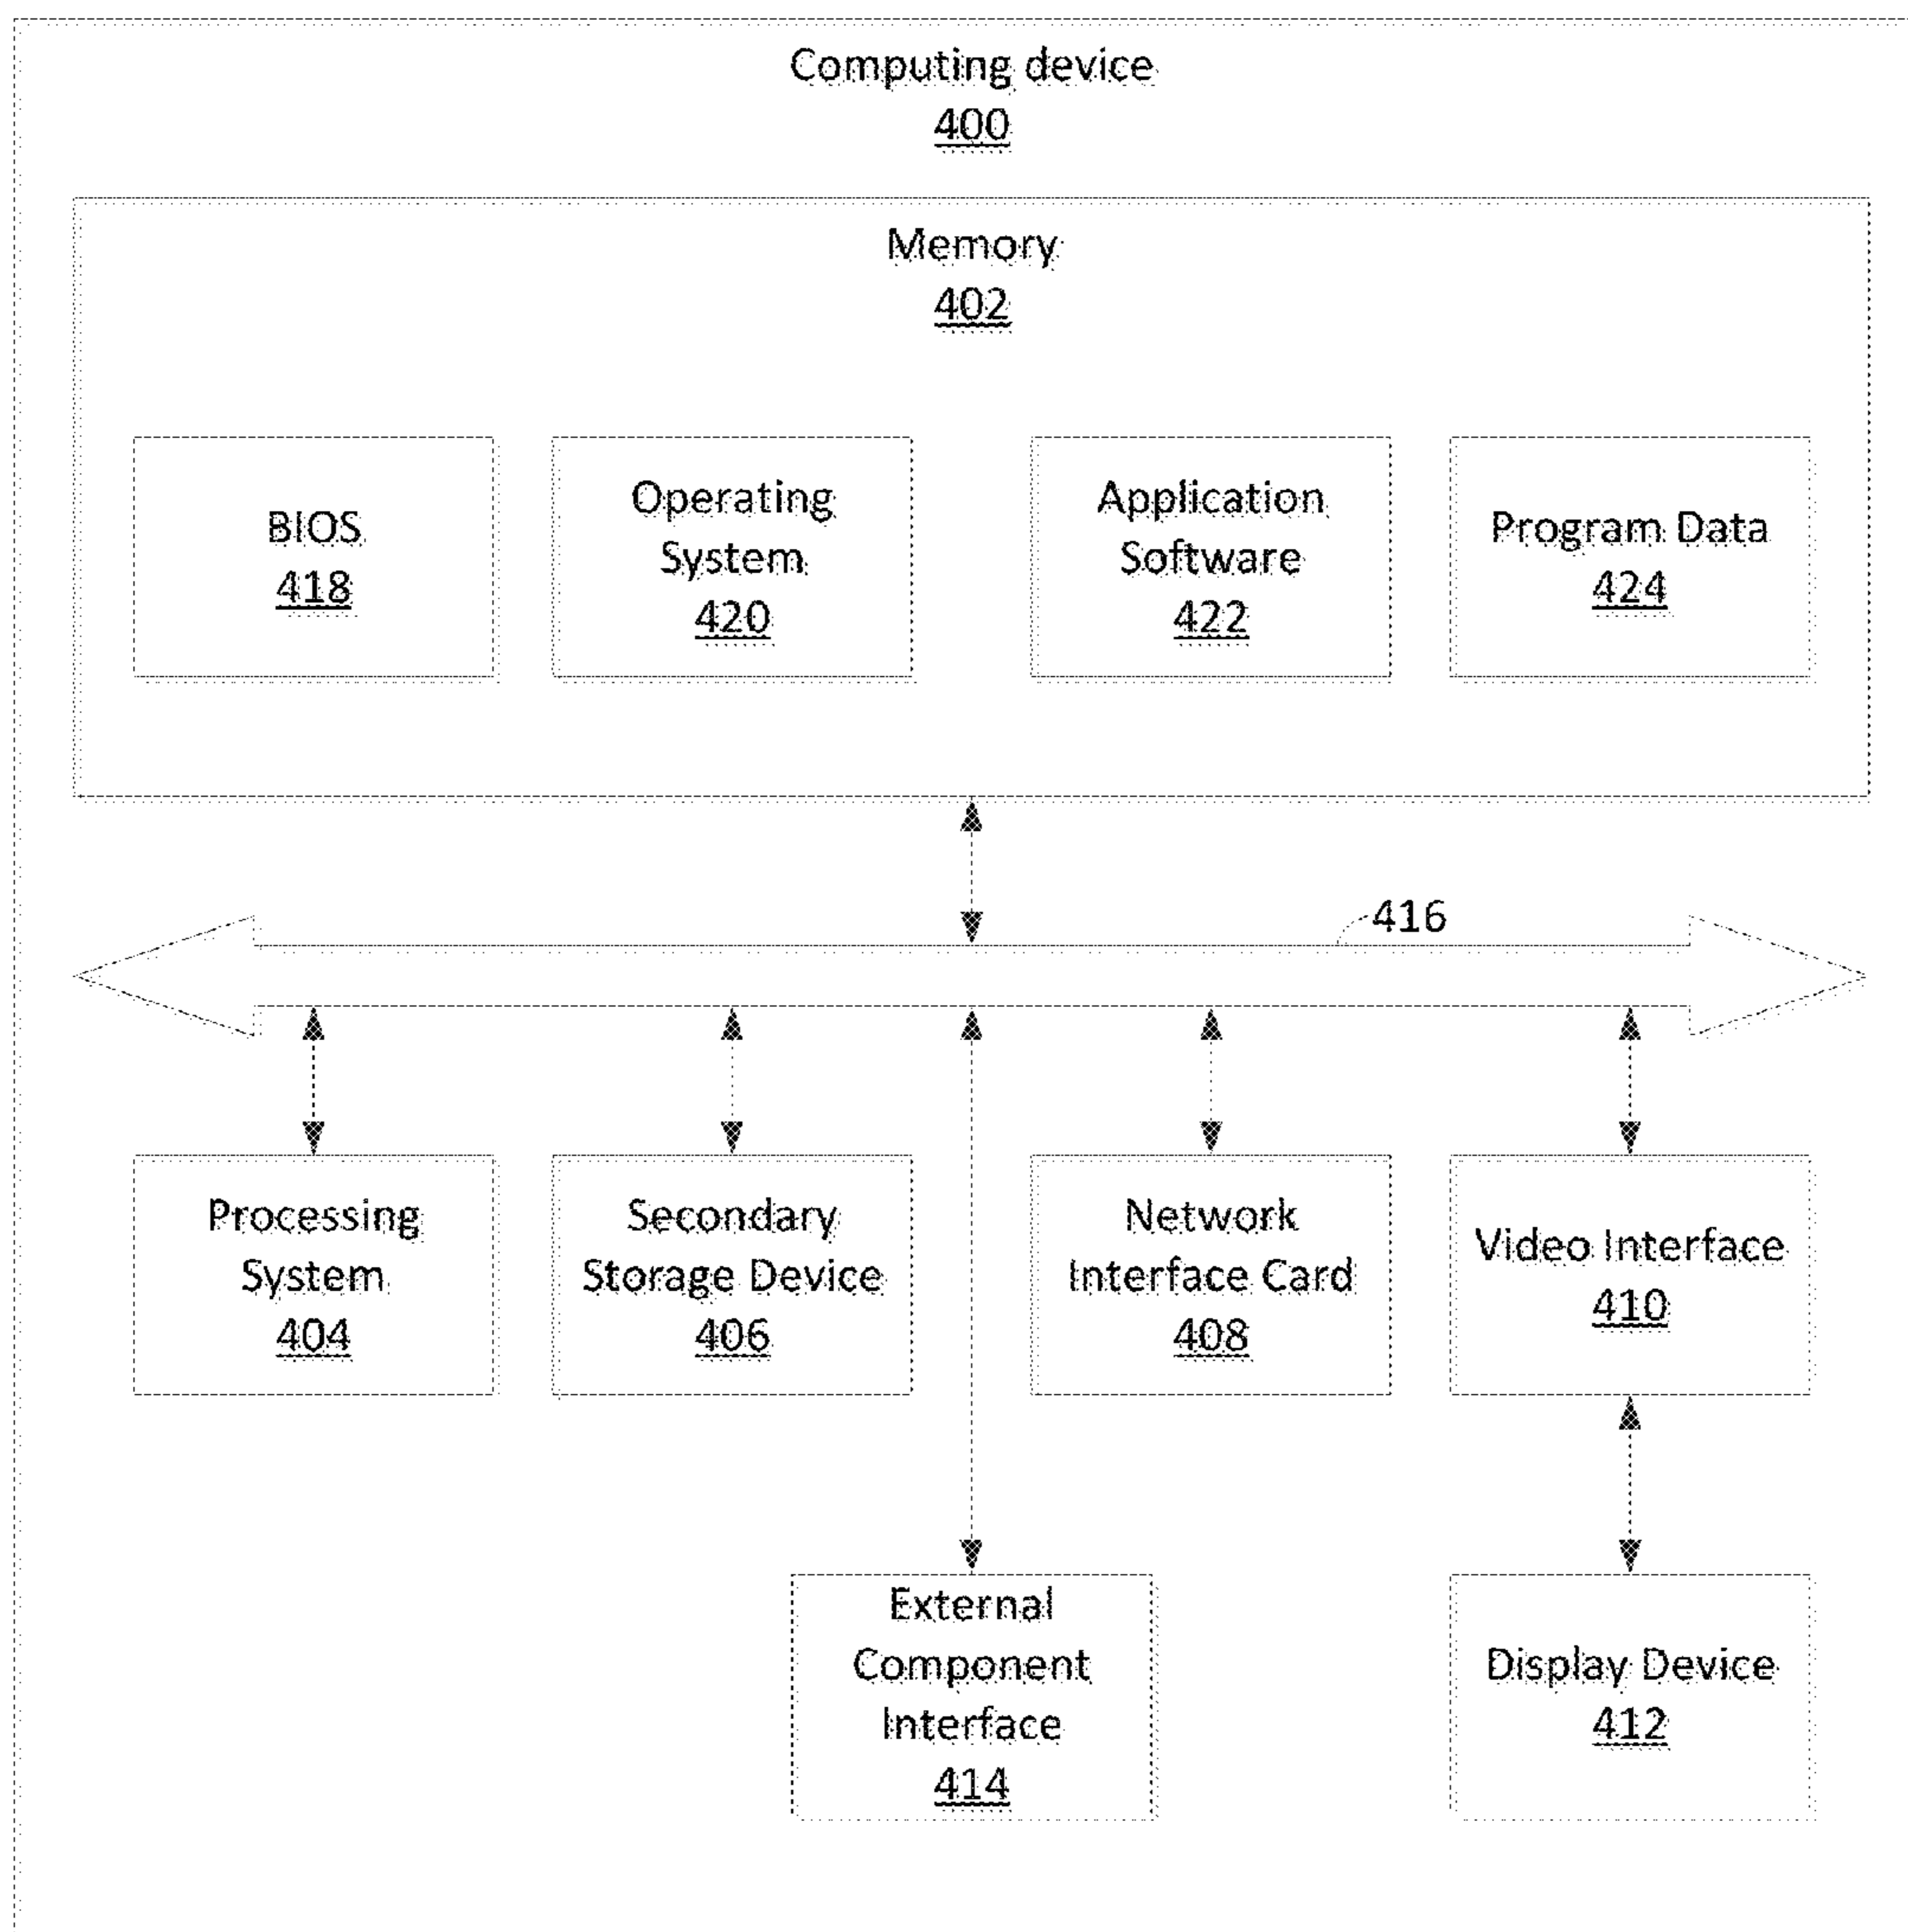 Computing device
400
Memory
402
BIOS
418
Operating
System
420
Application
Software
422
Program Data
424
416
Processing
System
404
Secondary
Storage Device
406
Network
Interface Card
408
Video Interface
410
External
Component
Interface
414
Display Device
412